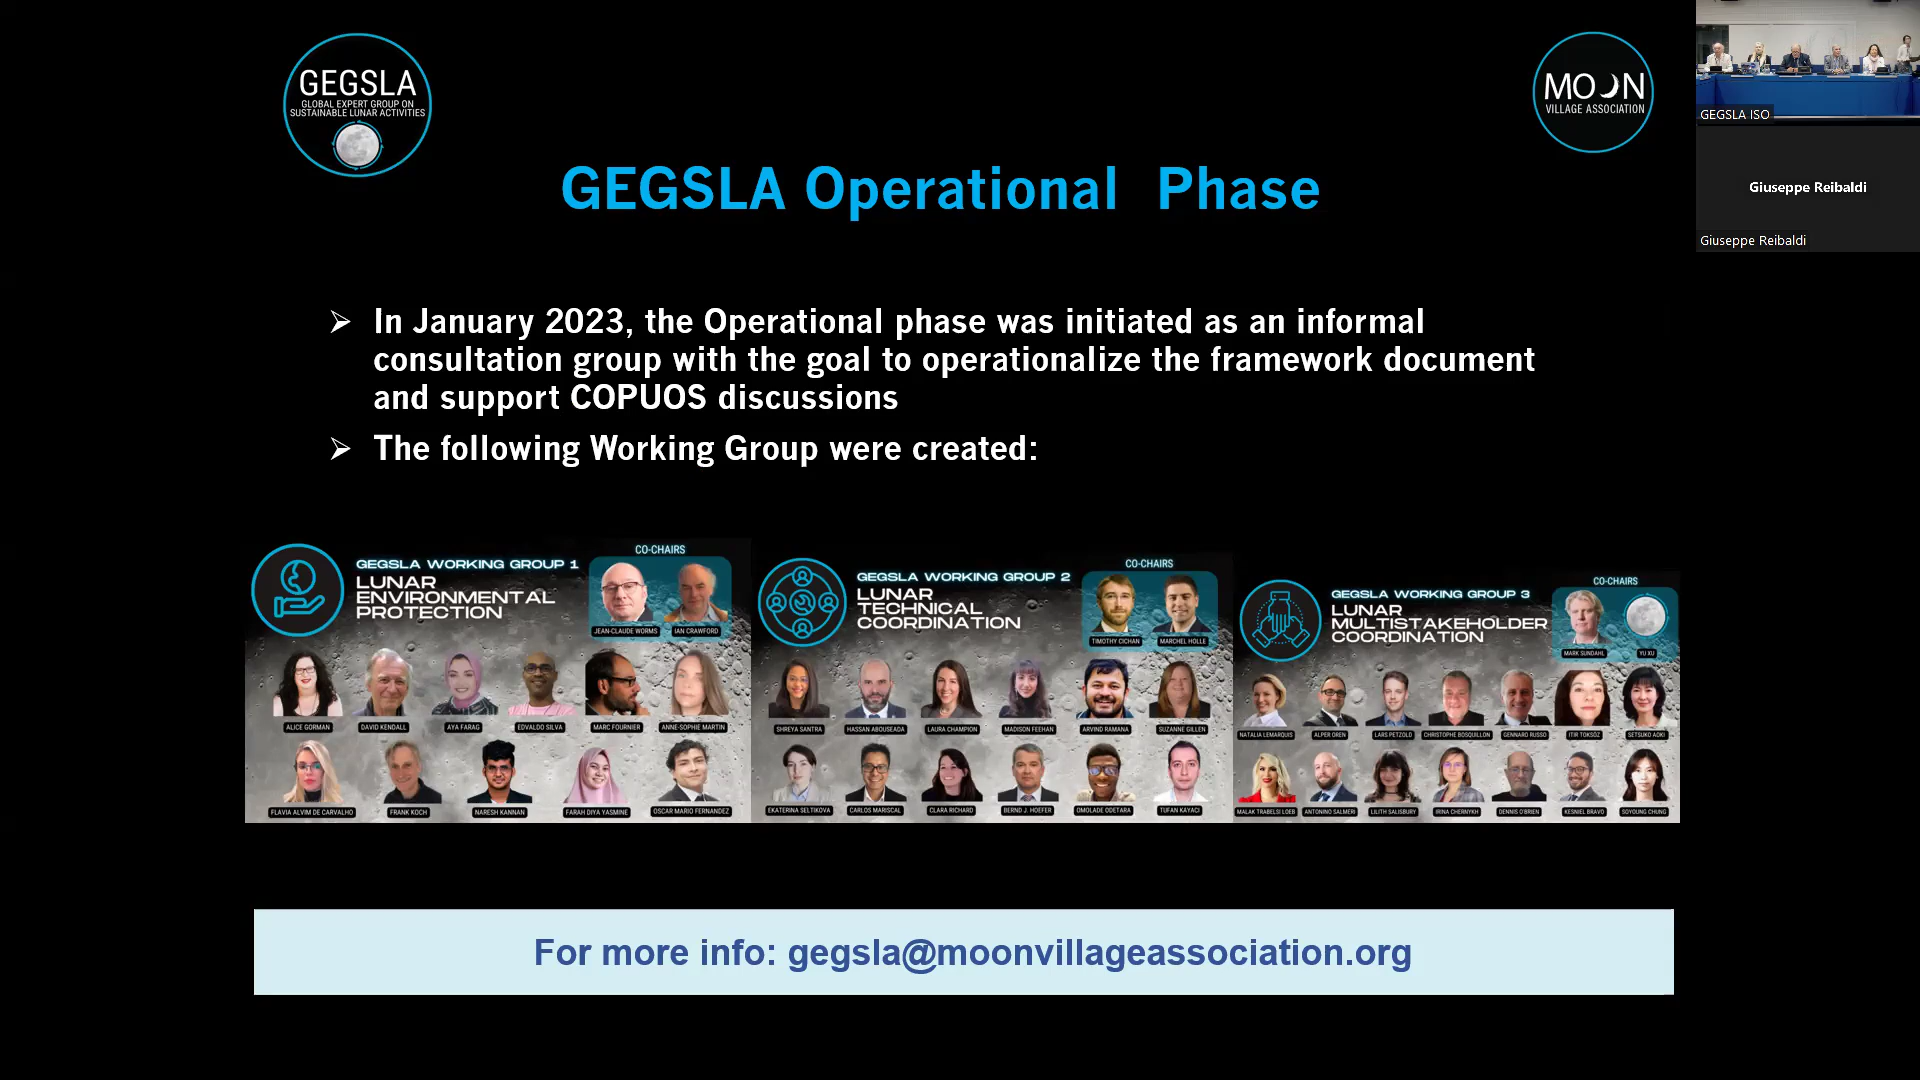 GEGSLA
GLOBAL EXPERT GROUP ON
SUSTAINABLE LUNAR ACTIVITIES
MOON
VILLAGE ASSOCIATION
GEGSLA ISO
Giuseppe Reibaldi
Giuseppe Reibaldi
GEGSLA Operational Phase
In January 2023, the Operational phase was initiated as an informal
consultation group with the goal to operationalize the framework document
and support COPUOS discussions
The following Working Group were created:
GEGSLA WORKING GROUP 1
LUNAR
ENVIRONMENTAL
PROTECTION
CO-CHAIRS
JEAN-CLAUDE WORMS
IAN CRAWFORD
ALICE GORMAN
DAVID KENDALL
AYA FARAG
EDVALDO SILVA
MARC FOURNIER
ANNE-SOPHIE MARTIN
FLAVIA ALVIM DE CARVALHO
FRANK KOCH
NARESH KANNAN
FARAH DIYA YASMINE
OSCAR MARIO FERNANDEZ
GEGSLA WORKING GROUP 2
LUNAR
TECHNICAL
COORDINATION
CO-CHAIRS
TIMOTHY CICHAN
MARCHEL HOLLE
SHREYA SANTRA
HASSAN ABOUSEADA
LAURA CHAMPION
MADISON FEEHAN
ARVIND RAMANA
SUZANNE GILLEN
EKATERINA SELTIKOVA
CARLOS MARISCAL
CLARA RICHARD
BERND J. HOEFER
OMOLADE ODETARA
TUFAN KAYACI
GEGSLA WORKING GROUP 3
LUNAR
MULTISTAKEHOLDER
COORDINATION
CO-CHAIRS
MARK SUNDAHL
YU XU
NATALIA LEMARQUIS
ALPER OREN
LARS PETZOLD
CHRISTOPHE BOSQUILLON
GENNARO RUSSO
ITIR TOKSÖZ
SETSUKO AOKI
MALAK TRABELSI LOEB
ANTONINO SALMERI
LILITH SALISBURY
IRINA CHERNYKH
DENNIS O'BRIEN
KESNIEL BRAVO
SOYOUNG CHUNG
For more info: gegsla@moonvillageassociation.org